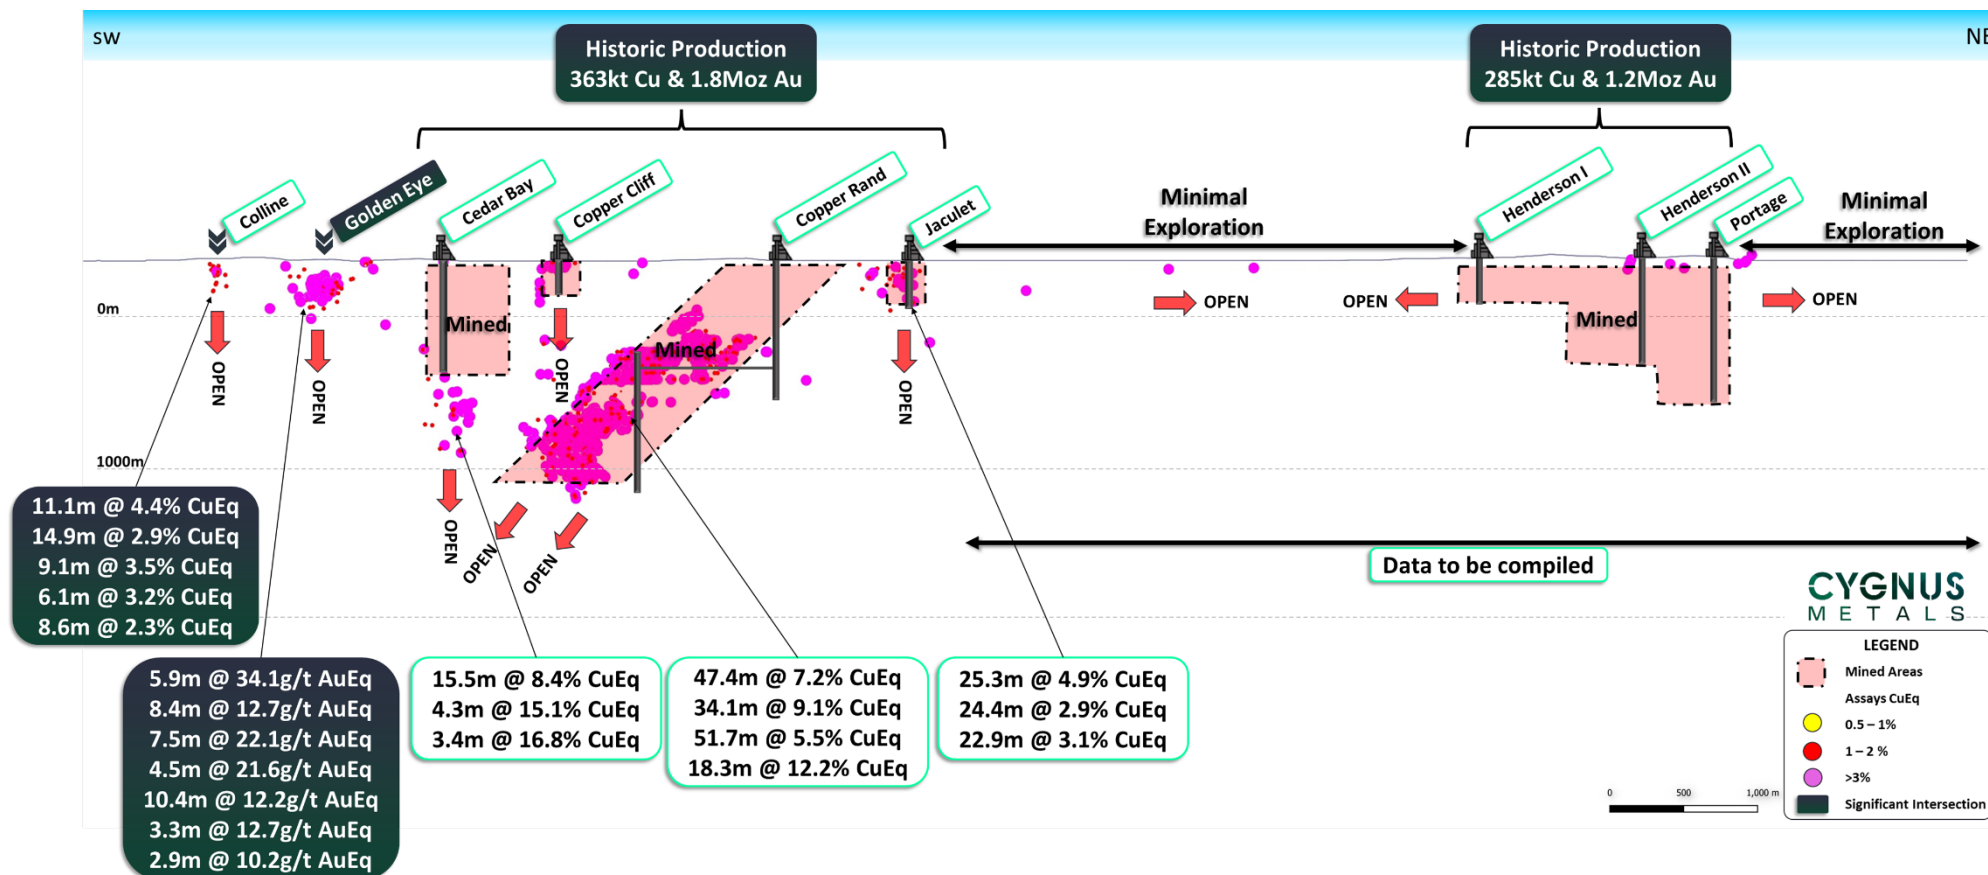 SW
NE
Historic Production
363kt Cu & 1.8Moz Au
Historic Production
285kt Cu & 1.2Moz Au
Colline
Golden Eye
Cedar Bay
Copper Cliff
Copper Rand
Jaculet
Minimal
Exploration
Henderson I
Henderson II
Portage
Minimal
Exploration
0m
1000m
Mined
Mined
Mined
OPEN
OPEN
OPEN
OPEN
OPEN
OPEN
OPEN
OPEN
OPEN
OPEN
Data to be compiled
11.1m @ 4.4% CuEq
14.9m @ 2.9% CuEq
9.1m @ 3.5% CuEq
6.1m @ 3.2% CuEq
8.6m @ 2.3% CuEq
5.9m @ 34.1g/t AuEq
8.4m @ 12.7g/t AuEq
7.5m @ 22.1g/t AuEq
4.5m @ 21.6g/t AuEq
10.4m @ 12.2g/t AuEq
3.3m @ 12.7g/t AuEq
2.9m @ 10.2g/t AuEq
15.5m @ 8.4% CuEq
4.3m @ 15.1% CuEq
3.4m @ 16.8% CuEq
47.4m @ 7.2% CuEq
34.1m @ 9.1% CuEq
51.7m @ 5.5% CuEq
18.3m @ 12.2% CuEq
25.3m @ 4.9% CuEq
24.4m @ 2.9% CuEq
22.9m @ 3.1% CuEq
CYGNUS
METALS
LEGEND
Mined Areas
Assays CuEq
0.5 – 1%
1 – 2 %
>3%
Significant Intersection
0 500 1,000 m